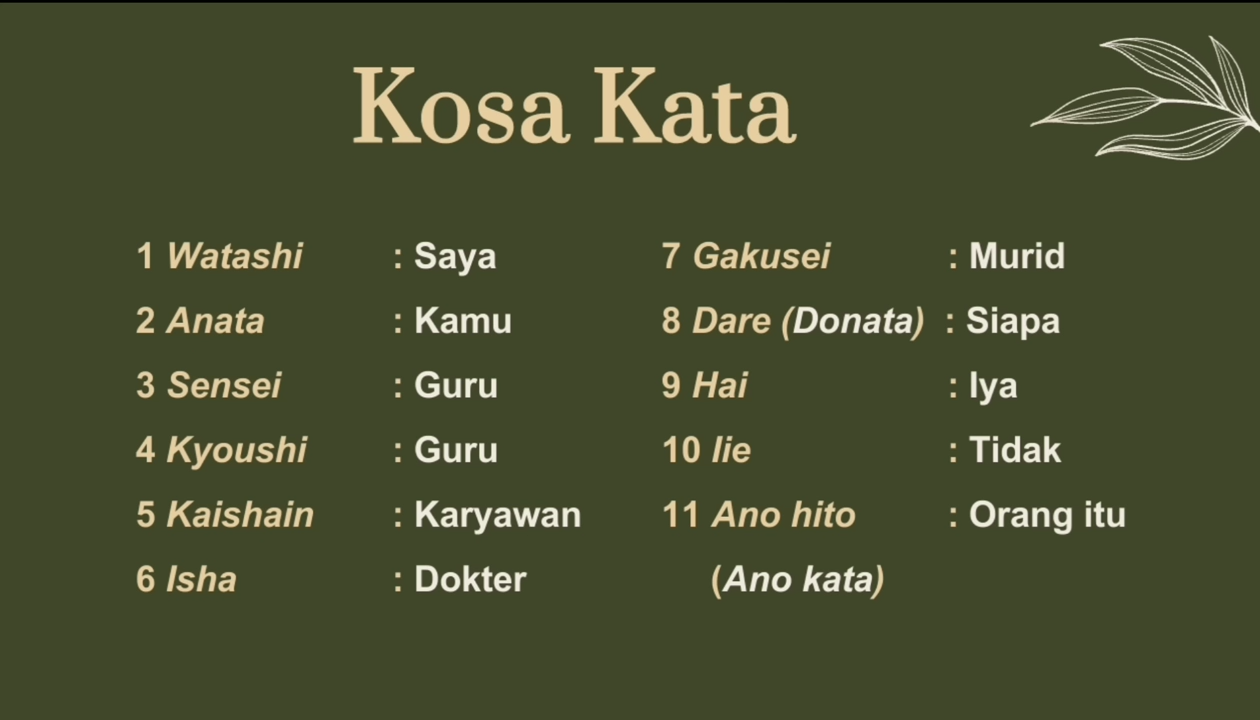 Kosa Kata
1 Watashi : Saya
2 Anata : Kamu
3 Sensei : Guru
4 Kyoushi : Guru
5 Kaishain : Karyawan
6 Isha : Dokter
7 Gakusei : Murid
8 Dare (Donata) : Siapa
9 Hai : Iya
10 Iie : Tidak
11 Ano hito : Orang itu
(Ano kata)